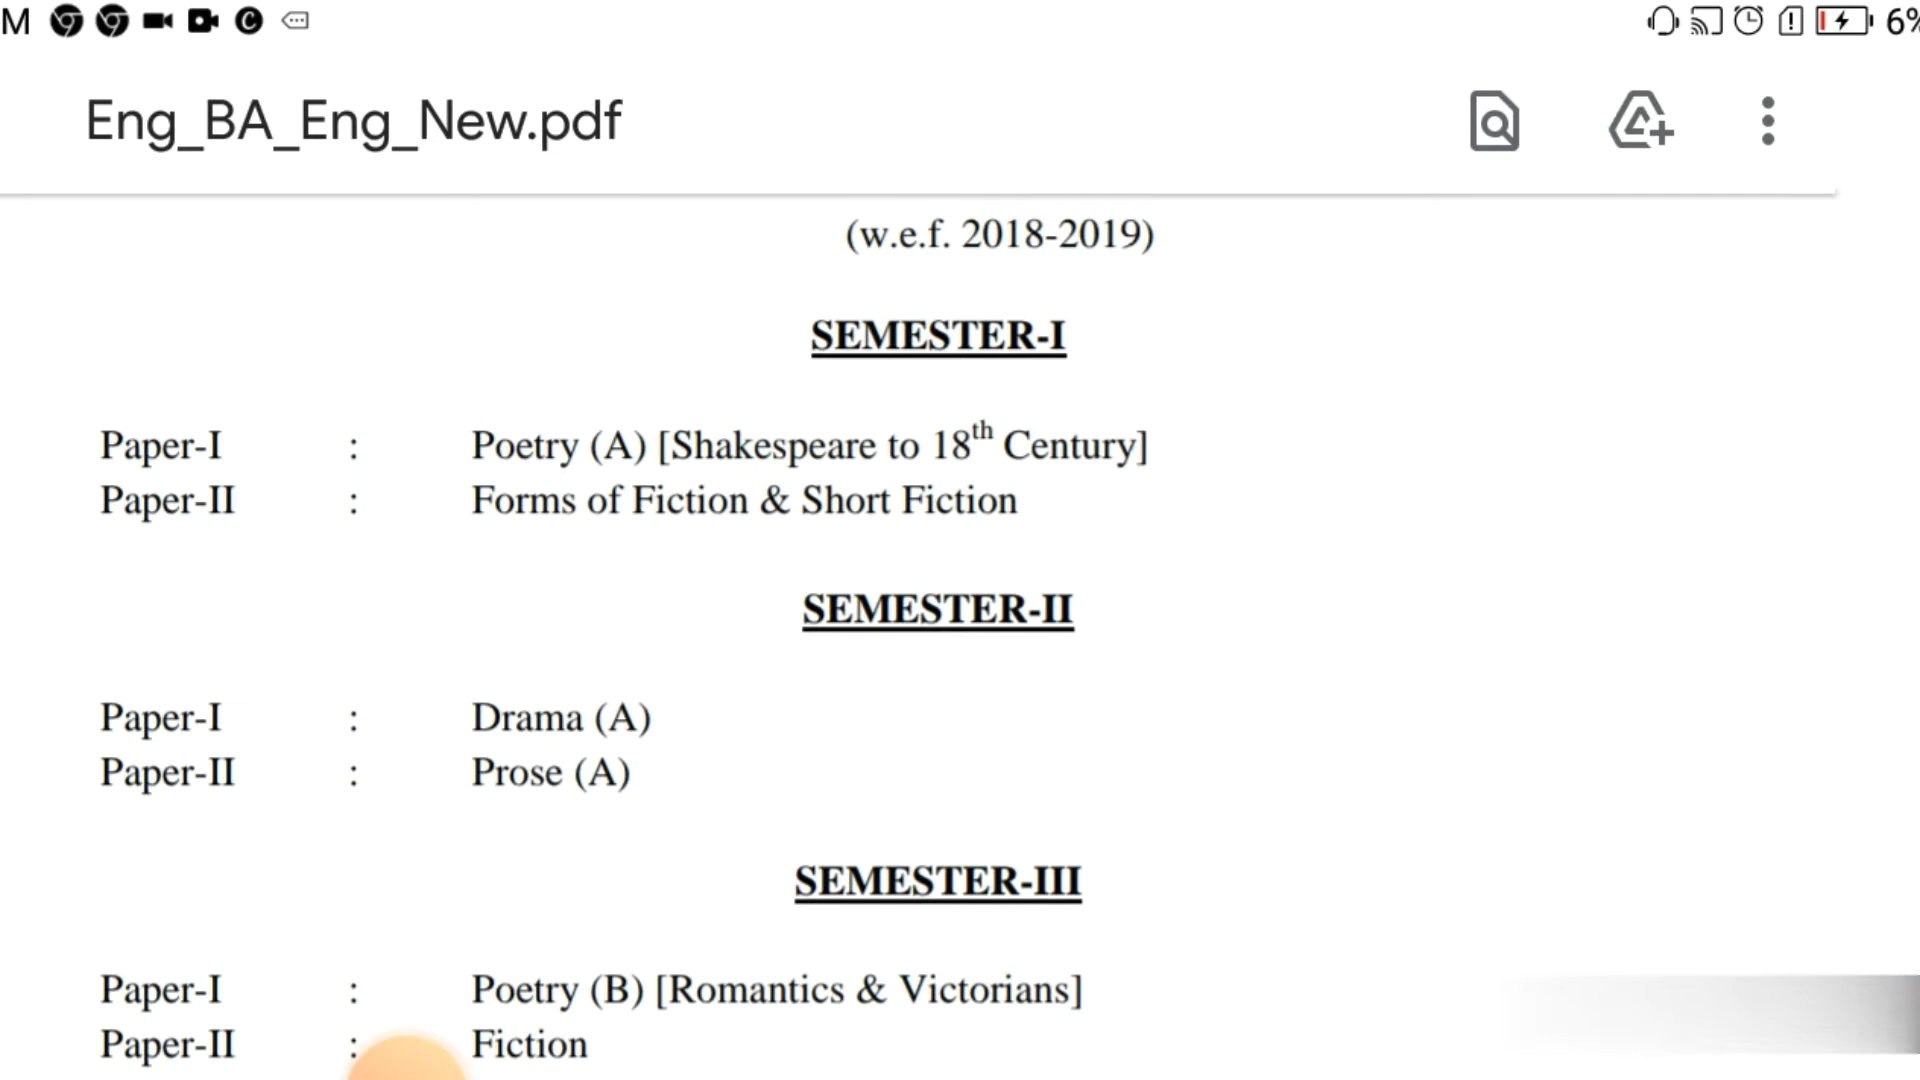 M
6%
Eng_BA_Eng_New.pdf
(w.e.f. 2018-2019)
SEMESTER-I
Paper-I : Poetry (A) [Shakespeare to 18th Century]
Paper-II : Forms of Fiction & Short Fiction
SEMESTER-II
Paper-I : Drama (A)
Paper-II : Prose (A)
SEMESTER-III
Paper-I : Poetry (B) [Romantics & Victorians]
Paper-II : Fiction